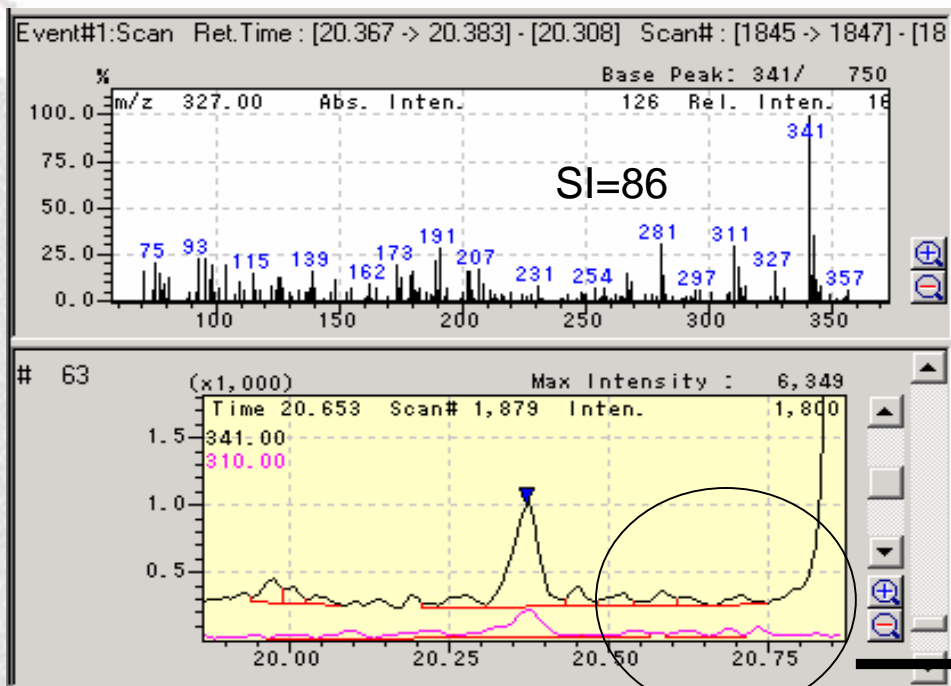 Event#1:Scan Ret.Time : [20.367 -> 20.383] - [20.308] Scan# : [1845 -> 1847] - [18
% Base Peak: 341/ 750
m/z 327.00 Abs. Inten. 126 Rel. Inten. 16
100.0
341
75.0
SI=86
50.0
25.0
75 93 115 139 162 173 191 207 231 254 281 297 311 327 357
0.0
100 150 200 250 300 350
# 63
(x1,000) Max Intensity : 6,349
Time 20.653 Scan# 1,879 Inten. 1,800
1.5
341.00
310.00
1.0
0.5
20.00 20.25 20.50 20.75